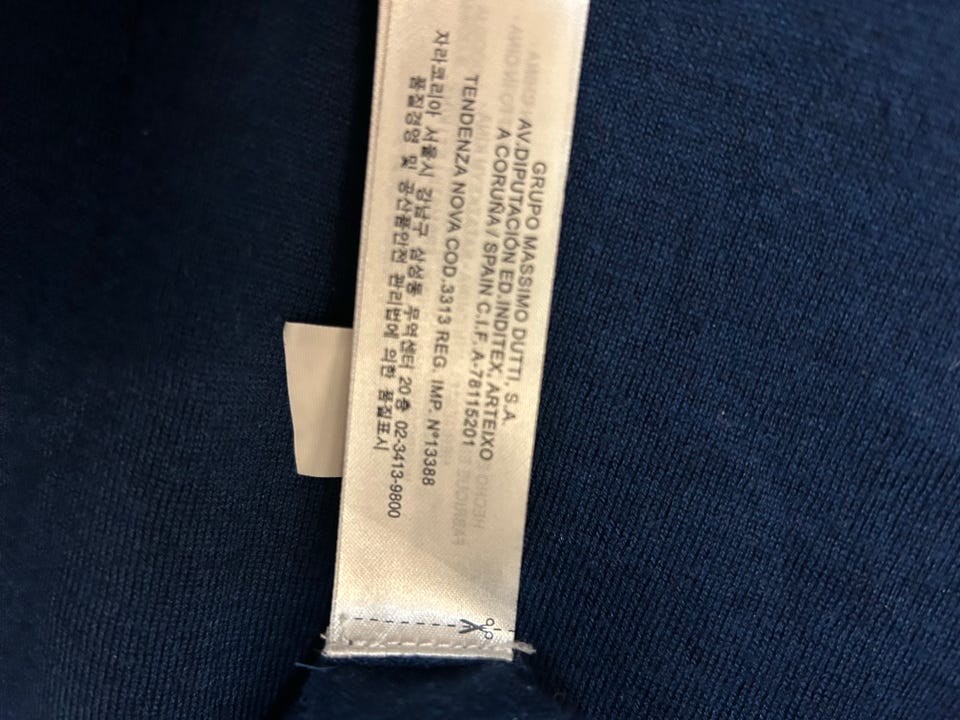 GRUPO MASSIMO DUTTI, S.A.
AV.DIPUTACIÓN ED.INDITEX, ARTEIXO
A CORUÑA / SPAIN C.I.F. A-78115201
TENDENZA NOVA COD.3313 REG. IMP. N°13388
자라코리아 서울시 강남구 삼성동 무역센터 20층 02-3413-9800
품질경영 및 공산품안전 관리법에 의한 품질표시